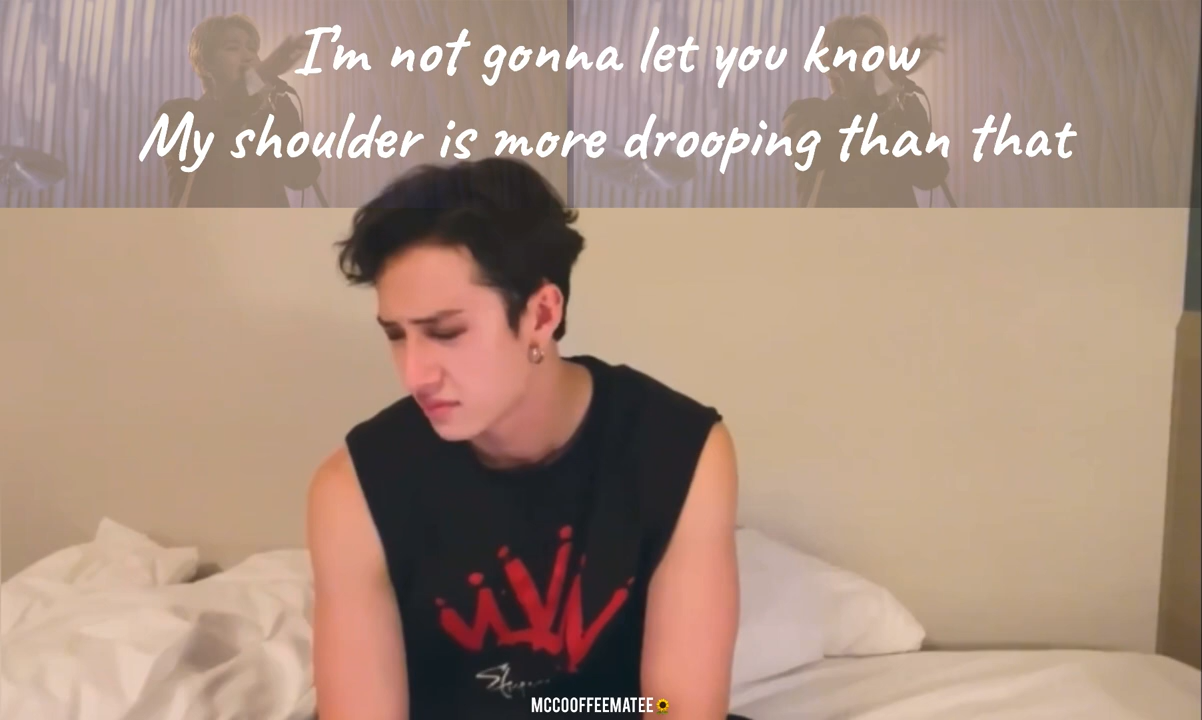 I'm not gonna let you know
My shoulder is more drooping than that
MCCOOFFEEMATEE